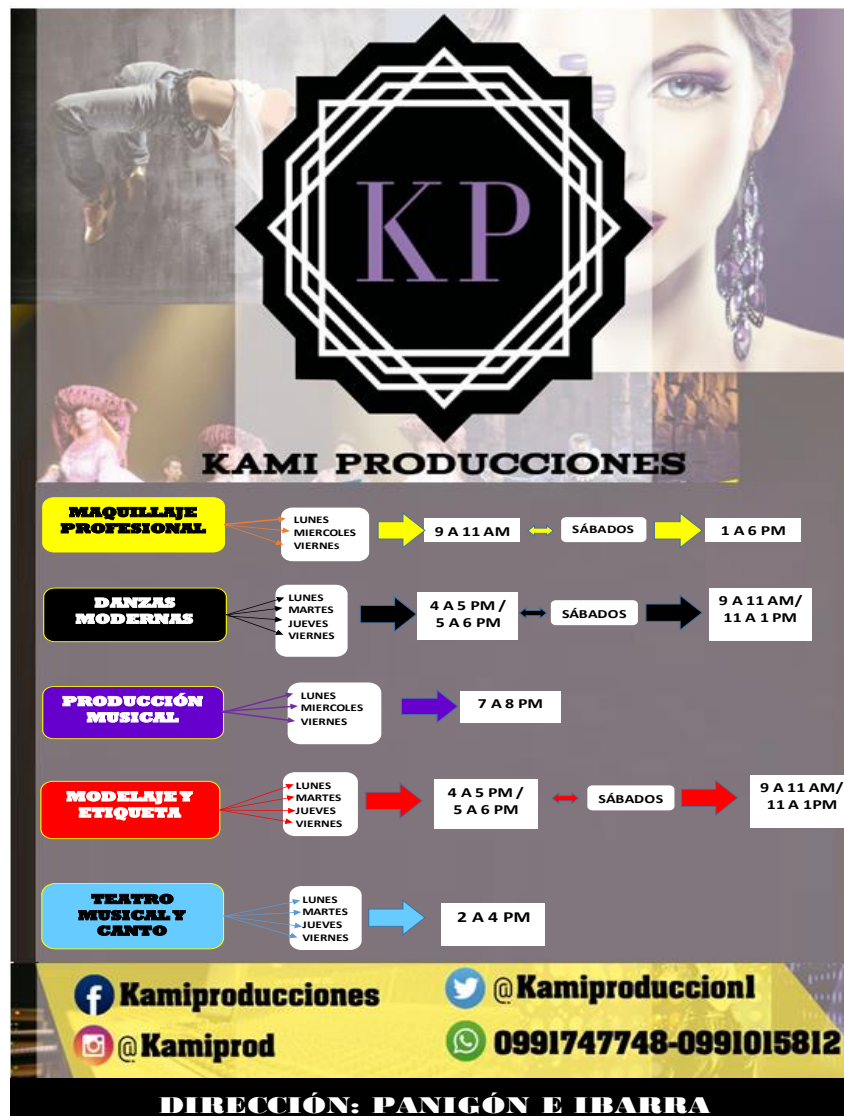 KP
KAMI PRODUCCIONES
MAQUILLAJE
PROFESIONAL
LUNES
MIERCOLES
VIERNES
9 A 11 AM
SÁBADOS
1 A 6 PM
DANZAS
MODERNAS
LUNES
MARTES
JUEVES
VIERNES
4 A 5 PM /
5 A 6 PM
SÁBADOS
9 A 11 AM/
11 A 1 PM
PRODUCCIÓN
MUSICAL
LUNES
MIERCOLES
VIERNES
7 A 8 PM
MODELAJE Y
ETIQUETA
LUNES
MARTES
JUEVES
VIERNES
4 A 5 PM /
5 A 6 PM
SÁBADOS
9 A 11 AM/
11 A 1PM
TEATRO
MUSICAL Y
CANTO
LUNES
MARTES
JUEVES
VIERNES
2 A 4 PM
Kamiproducciones
@Kamiproduccion1
@Kamiprod
0991747748-0991015812
DIRECCIÓN: PANIGÓN E IBARRA